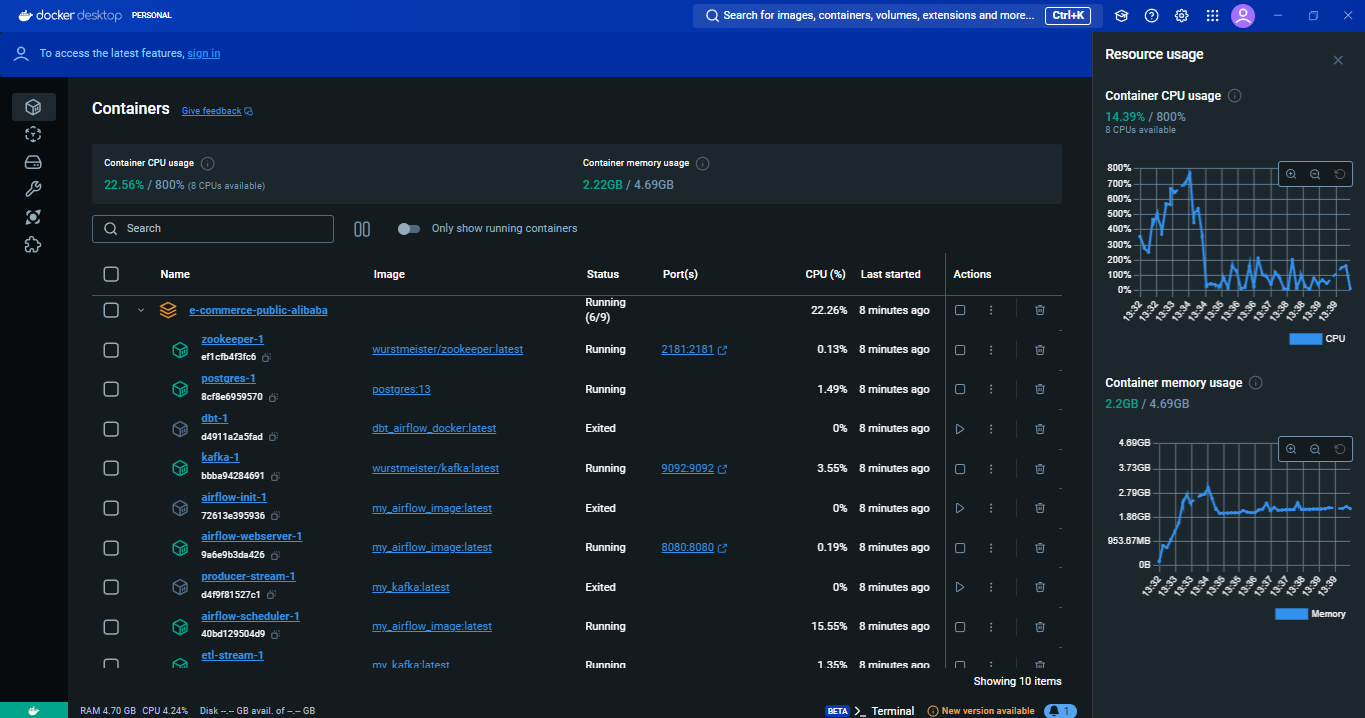 docker desktop PERSONAL
Search for images, containers, volumes, extensions and more... Ctrl+K
To access the latest features, sign in
Containers Give feedback
Container CPU usage
22.56% / 800% (8 CPUs available)
Container memory usage
2.22GB / 4.69GB
Search
Only show running containers
Name Image Status Port(s) CPU (%) Last started Actions
e-commerce-public-alibaba Running (6/9) 22.26% 8 minutes ago
zookeeper-1
ef1cfb4f3fc6 wurstmeister/zookeeper:latest Running 2181:2181 0.13% 8 minutes ago
postgres-1
8cf8e6959570 postgres:13 Running 1.49% 8 minutes ago
dbt-1
d4911a2a5fad dbt_airflow_docker:latest Exited 0% 8 minutes ago
kafka-1
bbba94284691 wurstmeister/kafka:latest Running 9092:9092 3.55% 8 minutes ago
airflow-init-1
72613e395936 my_airflow_image:latest Exited 0% 8 minutes ago
airflow-webserver-1
9a6e9b3da426 my_airflow_image:latest Running 8080:8080 0.19% 8 minutes ago
producer-stream-1
d4f9f81527c1 my_kafka:latest Exited 0% 8 minutes ago
airflow-scheduler-1
40bd129504d9 my_airflow_image:latest Running 15.55% 8 minutes ago
etl-stream-1
my_kafka:latest Running 1.35% 8 minutes ago
Showing 10 items
RAM 4.70 GB CPU 4.24% Disk --.-- GB avail. of --.-- GB
BETA >_ Terminal New version available 1
Resource usage
Container CPU usage
14.39% / 800%
8 CPUs available
800%
700%
600%
500%
400%
300%
200%
100%
0%
13:32 13:32 13:33 13:34 13:34 13:35 13:35 13:36 13:36 13:37 13:38 13:38 13:39 13:39
CPU
Container memory usage
2.2GB / 4.69GB
4.69GB
3.73GB
2.79GB
1.86GB
953.87MB
0B
13:32 13:33 13:33 13:34 13:35 13:35 13:36 13:37 13:37 13:38 13:39 13:39
Memory